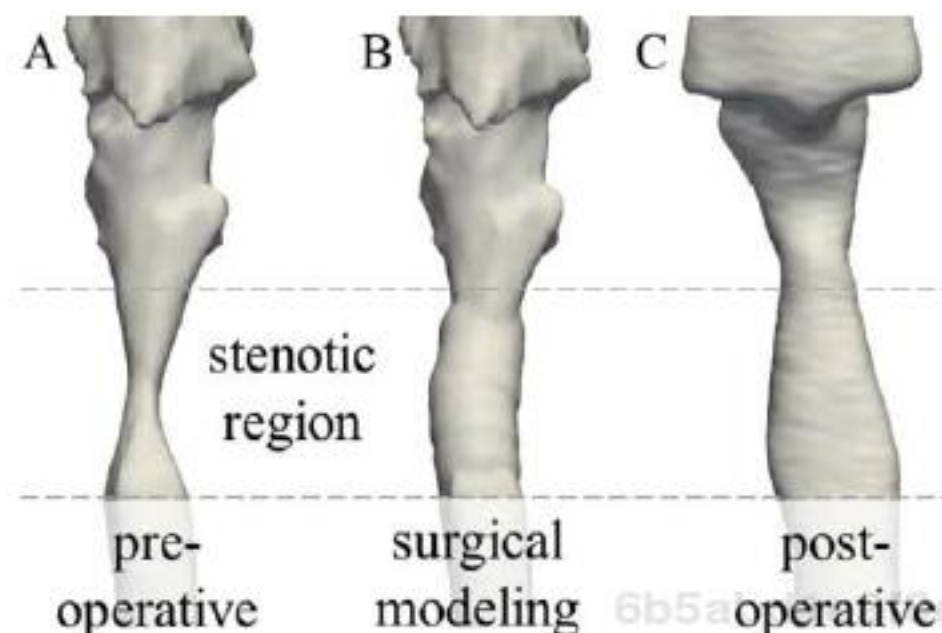 A
B
C
stenotic
region
pre-
operative
surgical
modeling
post-
operative